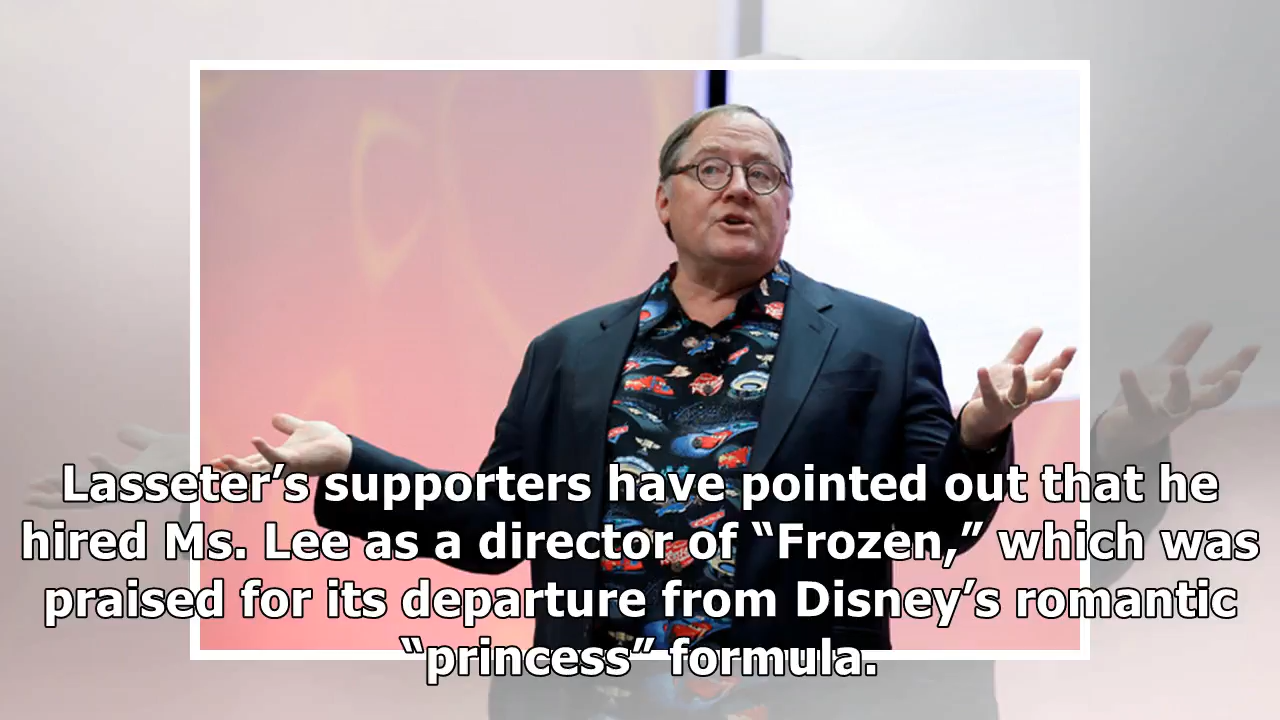 Lasseter’s supporters have pointed out that he
hired Ms. Lee as a director of “Frozen,” which was
praised for its departure from Disney’s romantic
“princess” formula.